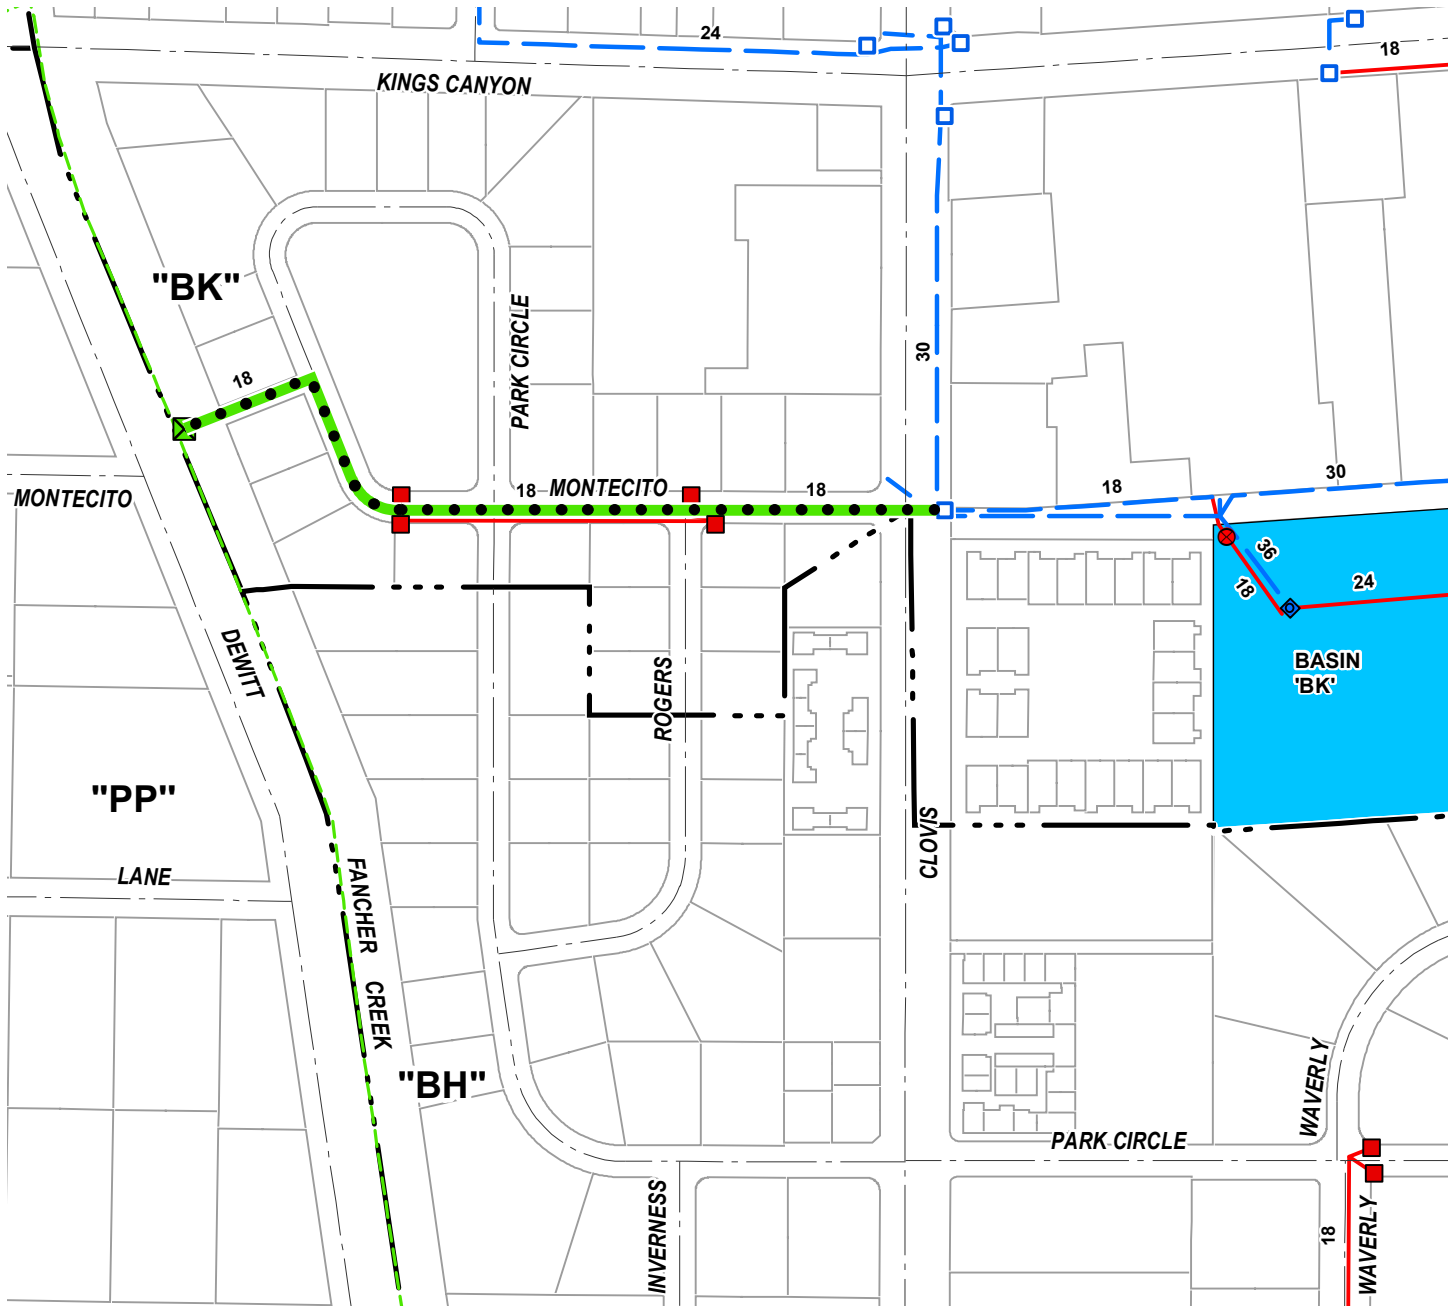 24
18
KINGS CANYON
"BK"
PARK CIRCLE
30
18
MONTECITO
18
MONTECITO
18
18
30
36
18
24
BASIN
'BK'
DEWITT
ROGERS
"PP"
CLOVIS
LANE
FANCHER CREEK
"BH"
WAVERLY
PARK CIRCLE
INVERNESS
18
WAVERLY